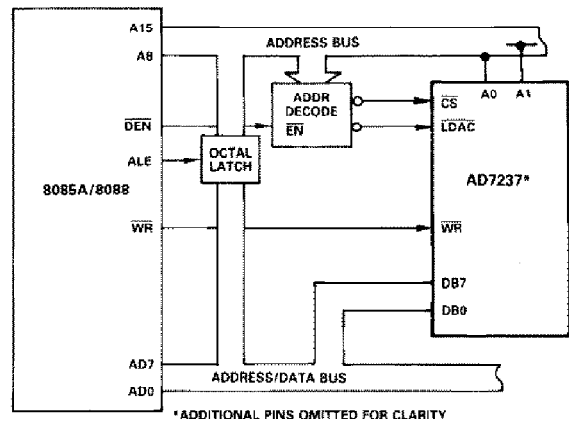 A15
ADDRESS BUS
A8
A0 A1
ADDR
DECODE
EN
CS
LDAC
DEN
ALE
OCTAL
LATCH
8085A/8088
AD7237*
WR
WR
DB7
DB0
AD7
ADDRESS/DATA BUS
AD0
*ADDITIONAL PINS OMITTED FOR CLARITY